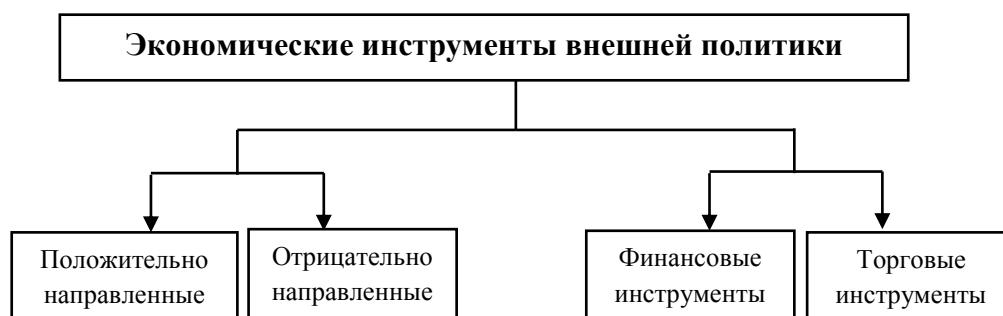 Экономические инструменты внешней политики
Положительно
направленные
Отрицательно
направленные
Финансовые
инструменты
Торговые
инструменты